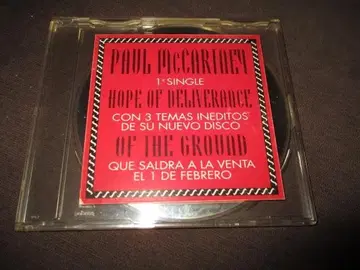 PAUL McCARTNEY
1º SINGLE
HOPE OF DELIVERANCE
CON 3 TEMAS INEDITOS
DE SU NUEVO DISCO
OF THE GROUND
QUE SALDRA A LA VENTA
EL 1 DE FEBRERO